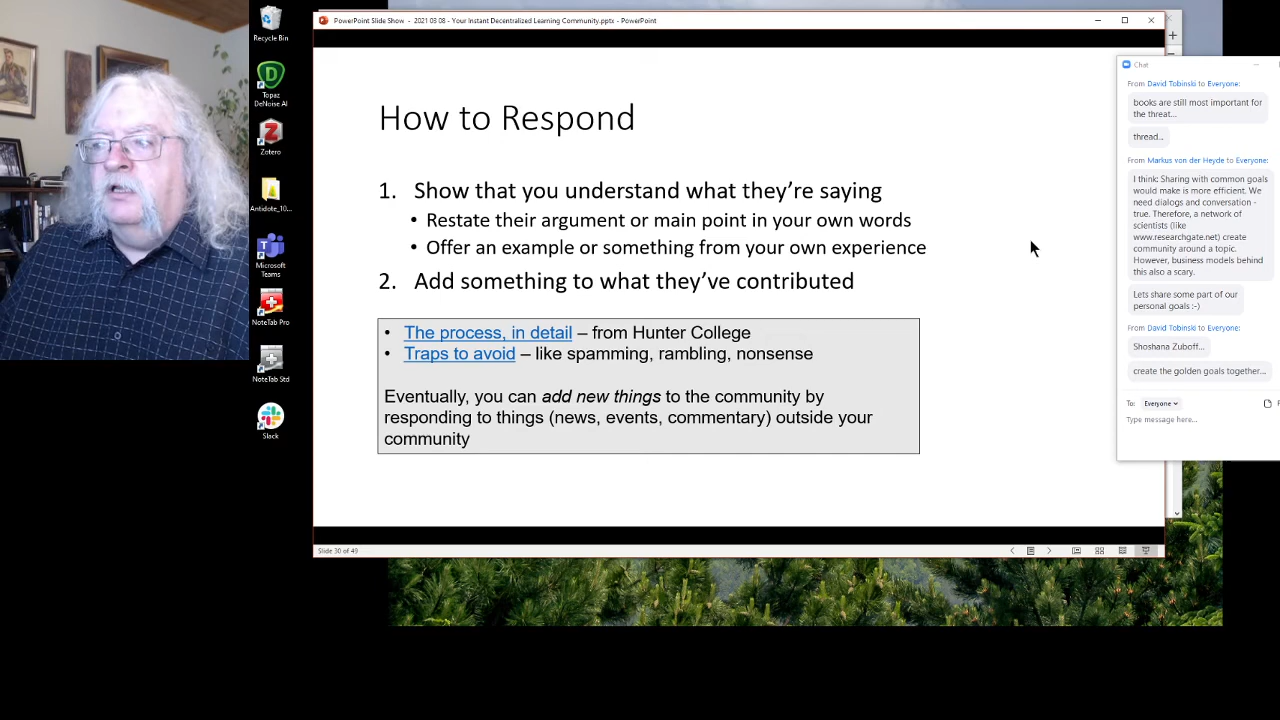 Recycle Bin
Topaz
DeNoise AI
Zotero
Antidote_10...
Microsoft
Teams
NoteTab Pro
NoteTab Std
Slack
PowerPoint Slide Show - 2021 03 08 - Your Instant Decentralized Learning Community.pptx - PowerPoint
How to Respond
1. Show that you understand what they’re saying
• Restate their argument or main point in your own words
• Offer an example or something from your own experience
2. Add something to what they’ve contributed
• The process, in detail – from Hunter College
• Traps to avoid – like spamming, rambling, nonsense
Eventually, you can add new things to the community by
responding to things (news, events, commentary) outside your
community
Slide 30 of 49
Chat
From David Tobinski to Everyone:
books are still most important for
the threat...
thread...
From Markus von der Heyde to Everyone:
I think: Sharing with common goals
would make is more efficient. We
need dialogs and conversation -
true. Therefore, a network of
scientists (like
www.researchgate.net) create
community around a topic.
However, business models behind
this also a scary.
Lets share some part of our
personal goals :-)
From David Tobinski to Everyone:
Shoshana Zuboff...
create the golden goals together...
To: Everyone
Type message here...